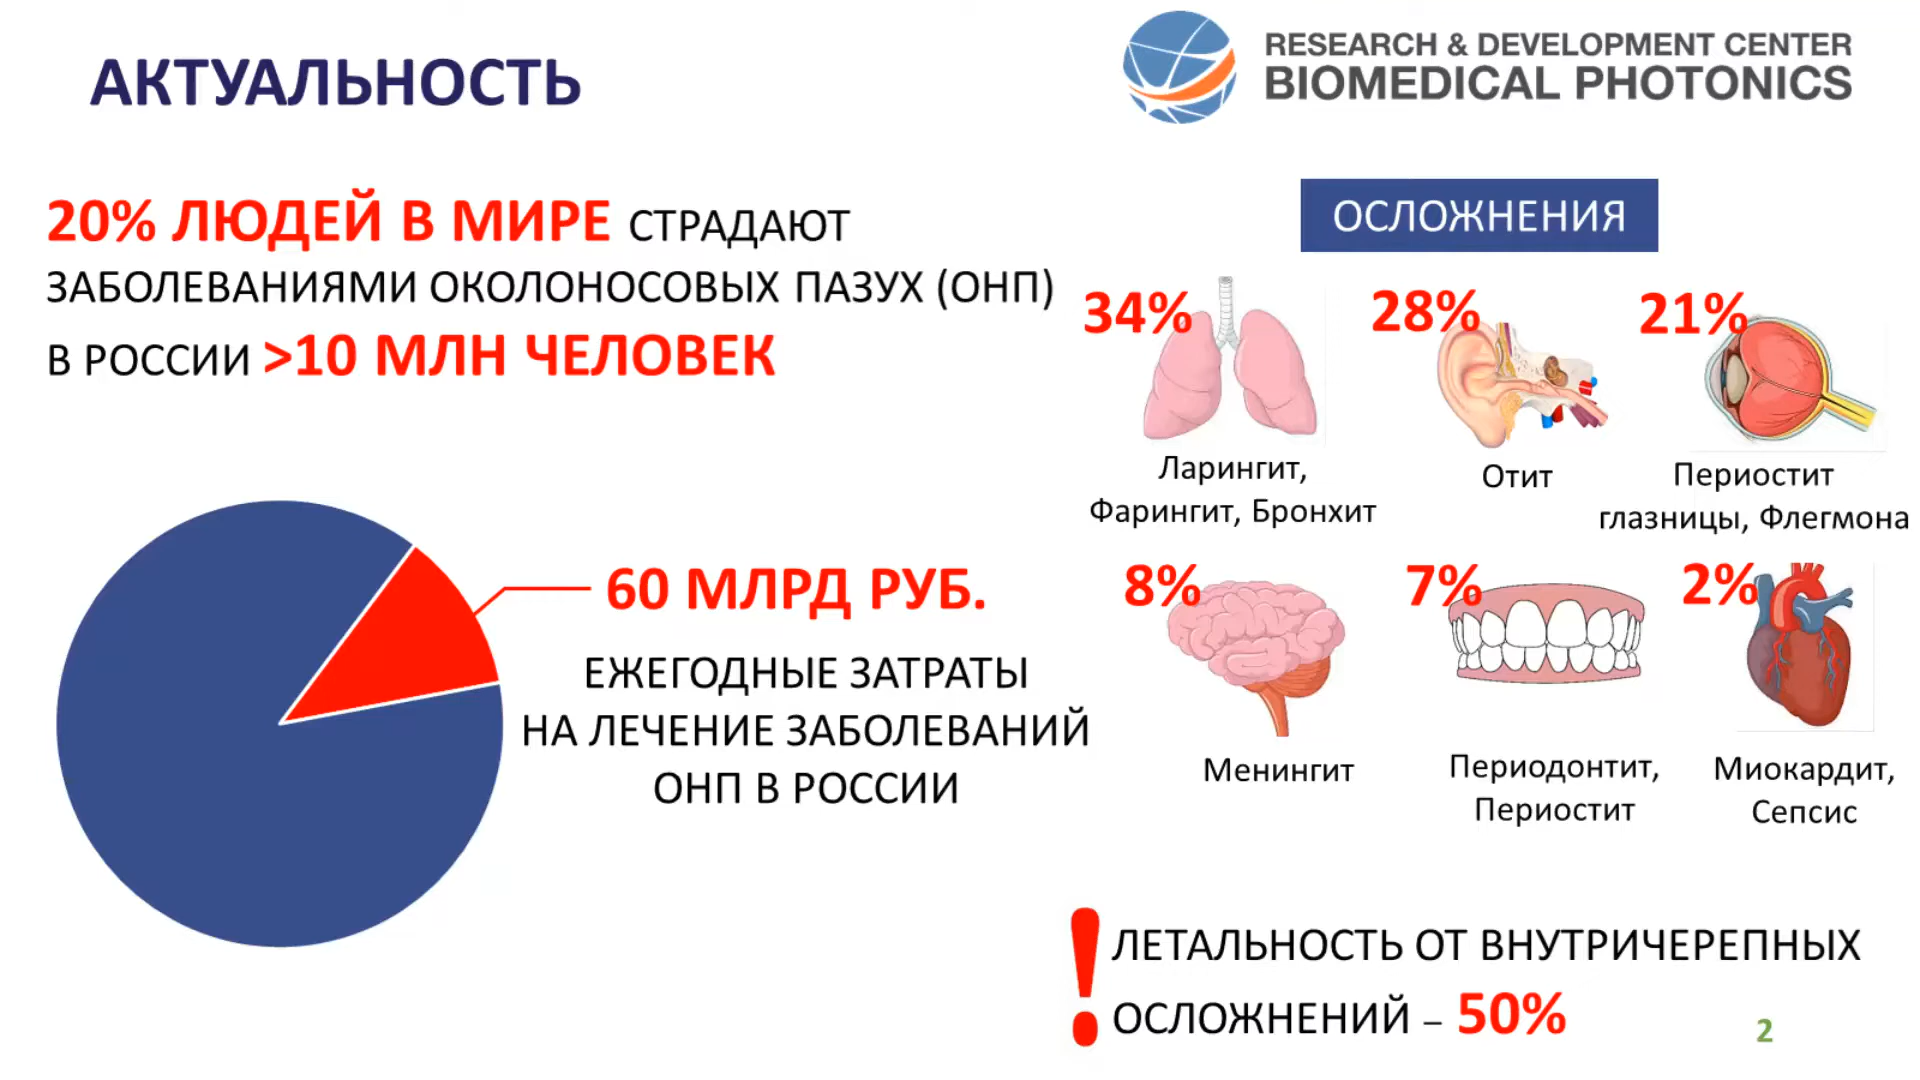 АКТУАЛЬНОСТЬ
RESEARCH & DEVELOPMENT CENTER
BIOMEDICAL PHOTONICS
20% ЛЮДЕЙ В МИРЕ СТРАДАЮТ
ЗАБОЛЕВАНИЯМИ ОКОЛОНОСОВЫХ ПАЗУХ (ОНП)
В РОССИИ >10 МЛН ЧЕЛОВЕК
60 МЛРД РУБ.
ЕЖЕГОДНЫЕ ЗАТРАТЫ
НА ЛЕЧЕНИЕ ЗАБОЛЕВАНИЙ
ОНП В РОССИИ
ОСЛОЖНЕНИЯ
34%
Ларингит,
Фарингит, Бронхит
28%
Отит
21%
Периостит
глазницы, Флегмона
8%
Менингит
7%
Периодонтит,
Периостит
2%
Миокардит,
Сепсис
! ЛЕТАЛЬНОСТЬ ОТ ВНУТРИЧЕРЕПНЫХ
ОСЛОЖНЕНИЙ – 50%
2